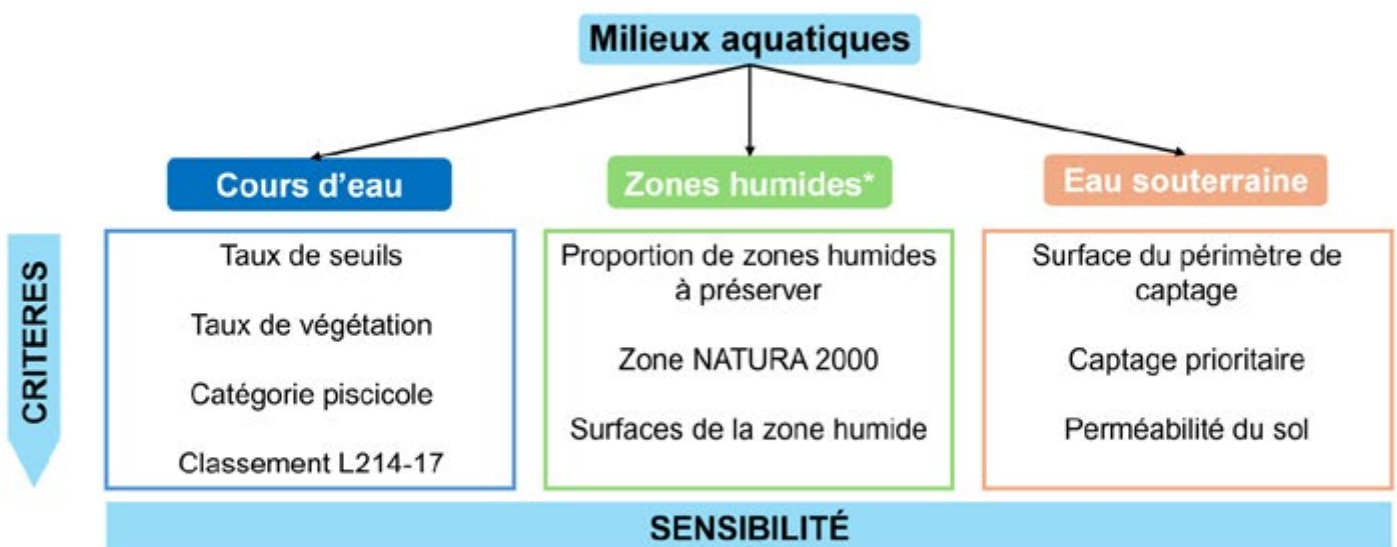 Milieux aquatiques
Cours d'eau
Zones humides*
Eau souterraine
CRITERES
Taux de seuils
Taux de végétation
Catégorie piscicole
Classement L214-17
Proportion de zones humides
à préserver
Zone NATURA 2000
Surfaces de la zone humide
Surface du périmètre de
captage
Captage prioritaire
Perméabilité du sol
SENSIBILITÉ